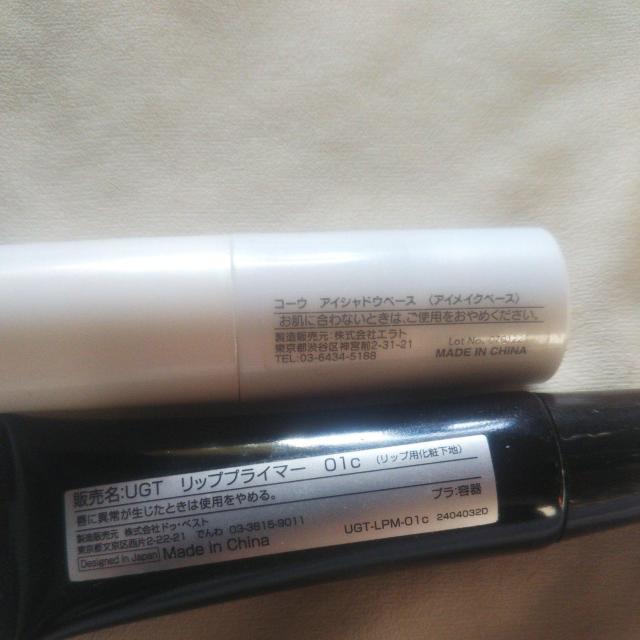 コーウ アイシャドウベース (アイメイクベース)
お肌に合わないときは、ご使用をおやめください。
製造販売元:株式会社エラト
東京都渋谷区神宮前2-31-21
TEL:03-6434-5188
Lot No.
MADE IN CHINA
販売名:UGT リッププライマー 01c (リップ用化粧下地)
唇に異常が生じたときは使用をやめる。
プラ:容器
製造販売元 株式会社ドゥ・ベスト
東京都文京区西片2-22-21 でんわ 03-3815-9011
Designed in Japan Made in China
UGT-LPM-01c 2404032D